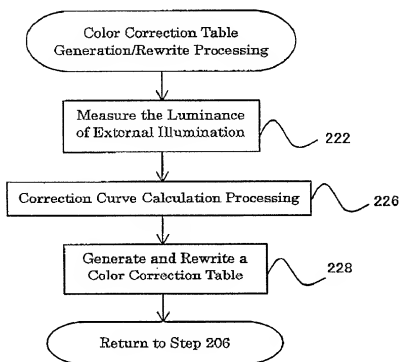 Color Correction Table
Generation/Rewrite Processing
Measure the Luminance
of External Illumination
222
Correction Curve Calculation Processing
226
Generate and Rewrite a
Color Correction Table
228
Return to Step 206